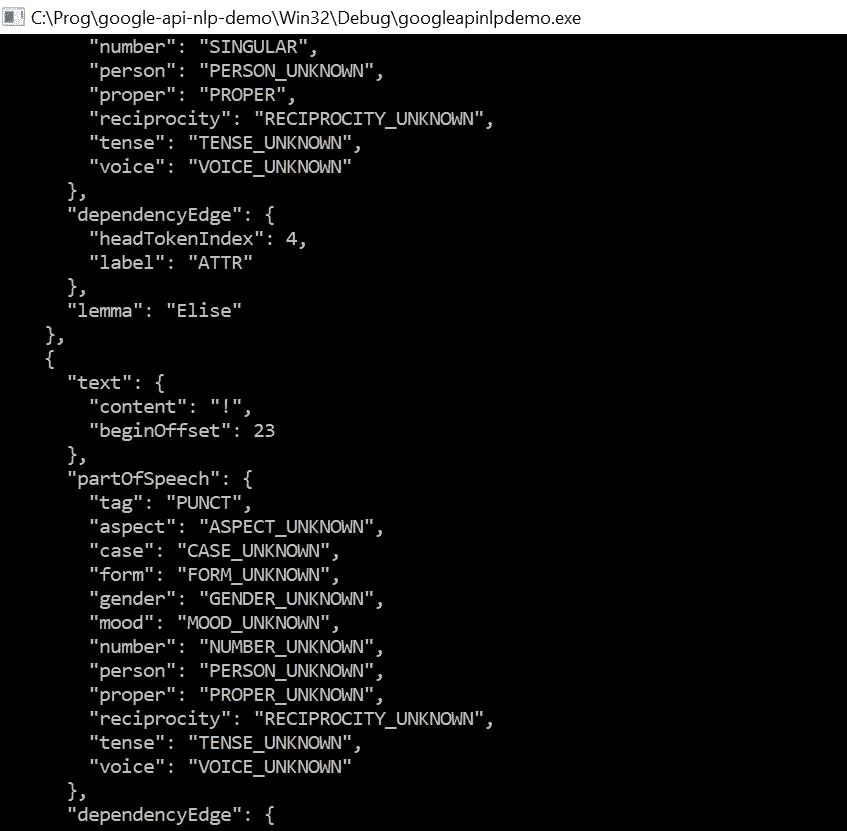 C:\Prog\google-api-nlp-demo\Win32\Debug\googleapinlpdemo.exe
"number": "SINGULAR",
"person": "PERSON_UNKNOWN",
"proper": "PROPER",
"reciprocity": "RECIPROCITY_UNKNOWN",
"tense": "TENSE_UNKNOWN",
"voice": "VOICE_UNKNOWN"
},
"dependencyEdge": {
"headTokenIndex": 4,
"label": "ATTR"
},
"lemma": "Elise"
},
{
"text": {
"content": "!",
"beginOffset": 23
},
"partOfSpeech": {
"tag": "PUNCT",
"aspect": "ASPECT_UNKNOWN",
"case": "CASE_UNKNOWN",
"form": "FORM_UNKNOWN",
"gender": "GENDER_UNKNOWN",
"mood": "MOOD_UNKNOWN",
"number": "NUMBER_UNKNOWN",
"person": "PERSON_UNKNOWN",
"proper": "PROPER_UNKNOWN",
"reciprocity": "RECIPROCITY_UNKNOWN",
"tense": "TENSE_UNKNOWN",
"voice": "VOICE_UNKNOWN"
},
"dependencyEdge": {